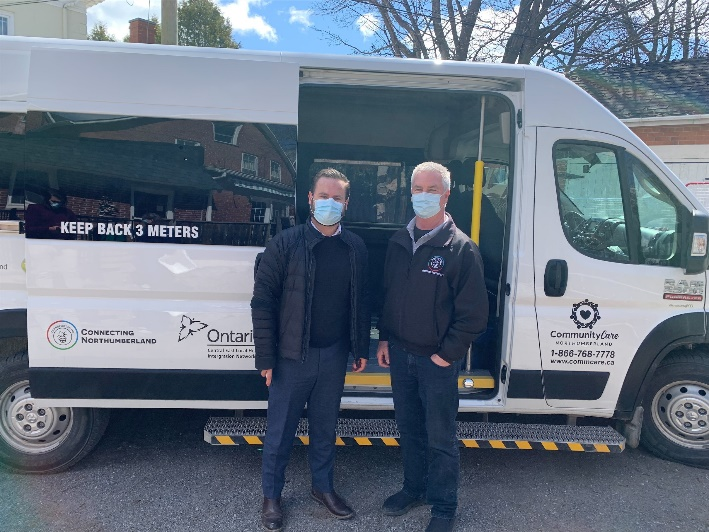 KEEP BACK 3 METERS
CONNECTING
NORTHUMBERLAND
Ontario
CommunityCare
NORTHUMBERLAND
1-866-768-7778
www.commcare.ca